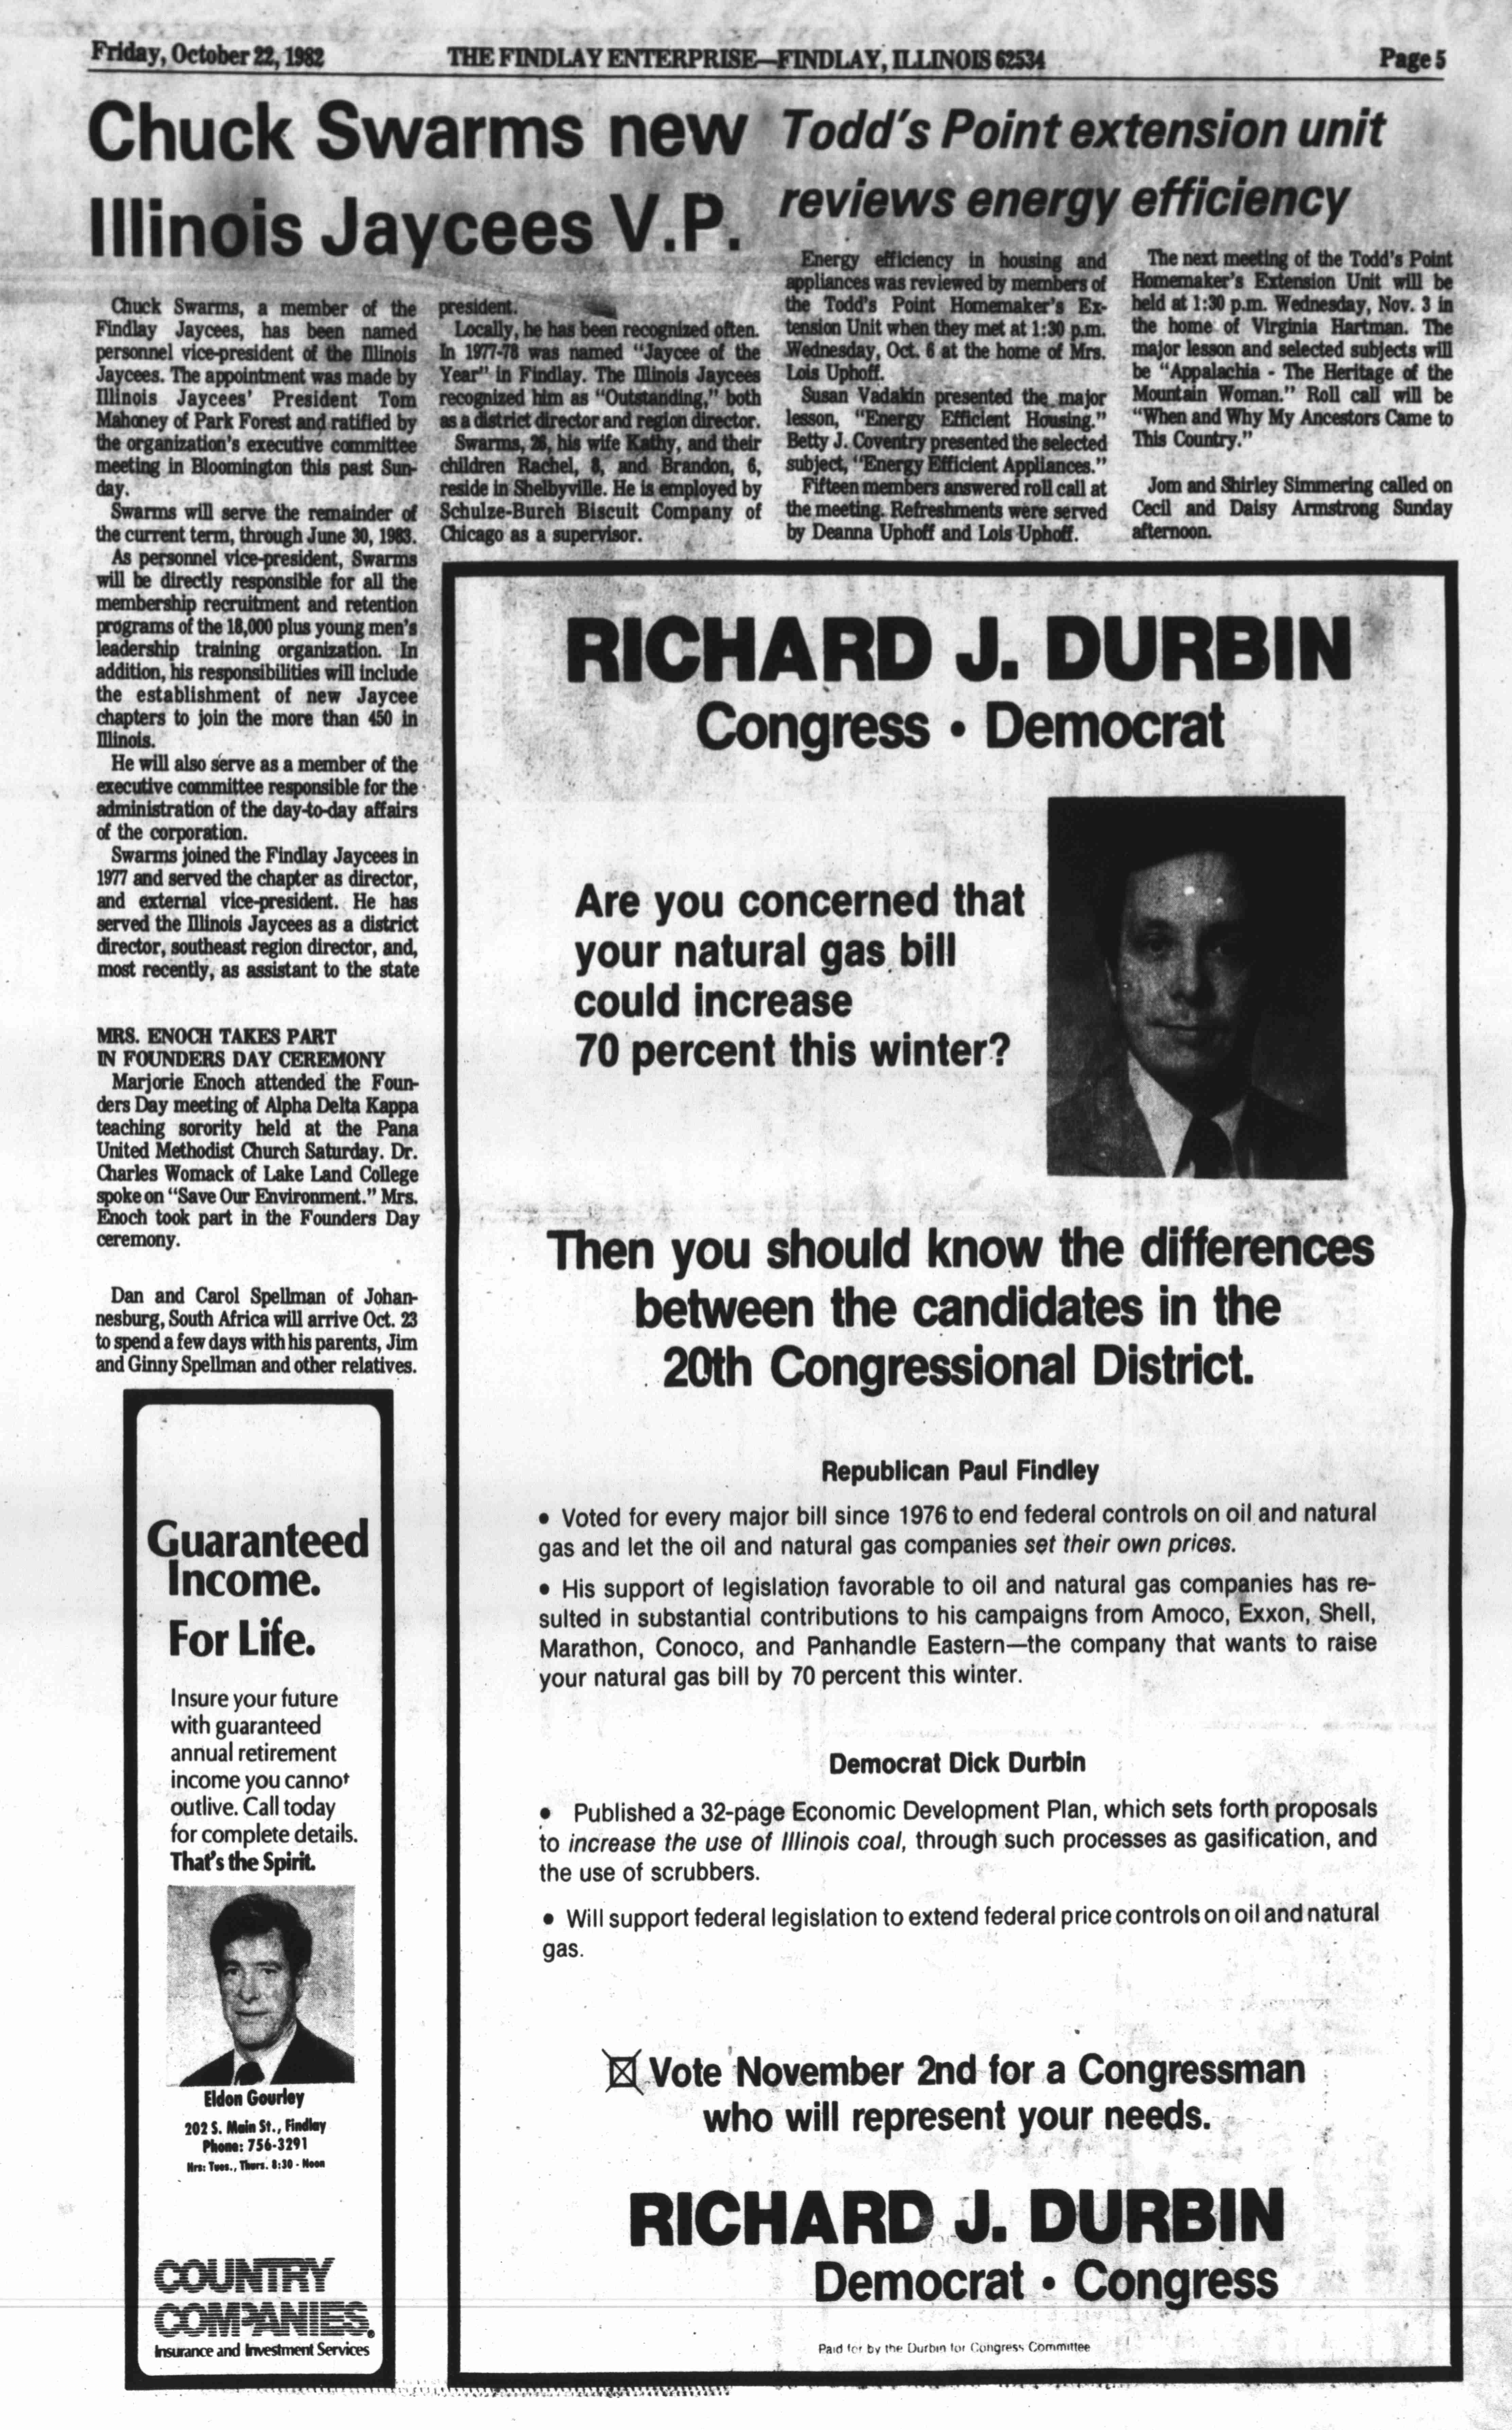 Friday, October 22, 1982
THE FINDLAY ENTERPRISE—FINDLAY, ILLINOIS 62534
Page 5
Chuck Swarms new
Illinois Jaycees V.P.
Chuck Swarms, a member of the
Findlay Jaycees, has been named
personnel vice-president of the Illinois
Jaycees. The appointment was made by
Illinois Jaycees' President Tom
Mahoney of Park Forest and ratified by
the organization's executive committee
meeting in Bloomington this past Sun-
day.
Swarms will serve the remainder of
the current term, through June 30, 1983.
As personnel vice-president, Swarms
will be directly responsible for all the
membership recruitment and retention
programs of the 18,000 plus young men's
leadership training organization. In
addition, his responsibilities will include
the establishment of new Jaycee
chapters to join the more than 450 in
Illinois.
He will also serve as a member of the
executive committee responsible for the
administration of the day-to-day affairs
of the corporation.
Swarms joined the Findlay Jaycees in
1977 and served the chapter as director,
and external vice-president. He has
served the Illinois Jaycees as a district
director, southeast region director, and,
most recently, as assistant to the state
president.
Locally, he has been recognized often.
In 1977-78 was named "Jaycee of the
Year" in Findlay. The Illinois Jaycees
recognized him as "Outstanding," both
as a district director and region director.
Swarms, 28, his wife Kathy, and their
children Rachel, 8, and Brandon, 6,
reside in Shelbyville. He is employed by
Schulze-Burch Biscuit Company of
Chicago as a supervisor.
Todd's Point extension unit
reviews energy efficiency
Energy efficiency in housing and
appliances was reviewed by members of
the Todd's Point Homemaker's Ex-
tension Unit when they met at 1:30 p.m.
Wednesday, Oct. 6 at the home of Mrs.
Lois Uphoff.
Susan Vadakin presented the major
lesson, "Energy Efficient Housing."
Betty J. Coventry presented the selected
subject, "Energy Efficient Appliances."
Fifteen members answered roll call at
the meeting. Refreshments were served
by Deanna Uphoff and Lois Uphoff.
The next meeting of the Todd's Point
Homemaker's Extension Unit will be
held at 1:30 p.m. Wednesday, Nov. 3 in
the home of Virginia Hartman. The
major lesson and selected subjects will
be "Appalachia - The Heritage of the
Mountain Woman." Roll call will be
"When and Why My Ancestors Came to
This Country."
Jom and Shirley Simmering called on
Cecil and Daisy Armstrong Sunday
afternoon.
MRS. ENOCH TAKES PART
IN FOUNDERS DAY CEREMONY
Marjorie Enoch attended the Foun-
ders Day meeting of Alpha Delta Kappa
teaching sorority held at the Pana
United Methodist Church Saturday. Dr.
Charles Womack of Lake Land College
spoke on "Save Our Environment." Mrs.
Enoch took part in the Founders Day
ceremony.
Dan and Carol Spellman of Johan-
nesburg, South Africa will arrive Oct. 23
to spend a few days with his parents, Jim
and Ginny Spellman and other relatives.
Guaranteed
Income.
For Life.
Insure your future
with guaranteed
annual retirement
income you cannot
outlive. Call today
for complete details.
That's the Spirit.
Eldon Gourley
202 S. Main St., Findlay
Phone: 756-3291
Hrs: Tues., Thurs. 8:30 - Noon
COUNTRY
COMPANIES®
Insurance and Investment Services
RICHARD J. DURBIN
Congress • Democrat
Are you concerned that
your natural gas bill
could increase
70 percent this winter?
Then you should know the differences
between the candidates in the
20th Congressional District.
Republican Paul Findley
• Voted for every major bill since 1976 to end federal controls on oil and natural
gas and let the oil and natural gas companies set their own prices.
• His support of legislation favorable to oil and natural gas companies has re-
sulted in substantial contributions to his campaigns from Amoco, Exxon, Shell,
Marathon, Conoco, and Panhandle Eastern—the company that wants to raise
your natural gas bill by 70 percent this winter.
Democrat Dick Durbin
• Published a 32-page Economic Development Plan, which sets forth proposals
to increase the use of Illinois coal, through such processes as gasification, and
the use of scrubbers.
• Will support federal legislation to extend federal price controls on oil and natural
gas.
☒ Vote November 2nd for a Congressman
who will represent your needs.
RICHARD J. DURBIN
Democrat • Congress
Paid for by the Durbin for Congress Committee